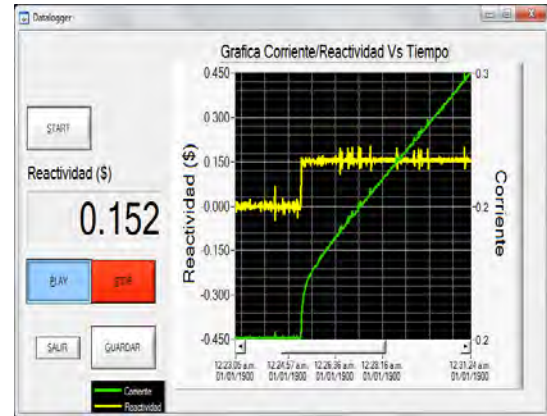 Datalogger
Grafica Corriente/Reactividad Vs Tiempo
START
Reactividad ($)
0.152
PLAY
STOP
SALIR
GUARDAR
Corriente
Reactividad
Reactividad ($)
0.450
0.300
0.150
-0.000
-0.150
-0.300
-0.450
0.3
0.2
0.2
Corriente
12:23:05 a.m. 12:24:57 a.m. 12:26:36 a.m. 12:28:16 a.m. 12:31:24 a.m.
01/01/1900 01/01/1900 01/01/1900 01/01/1900 01/01/1900